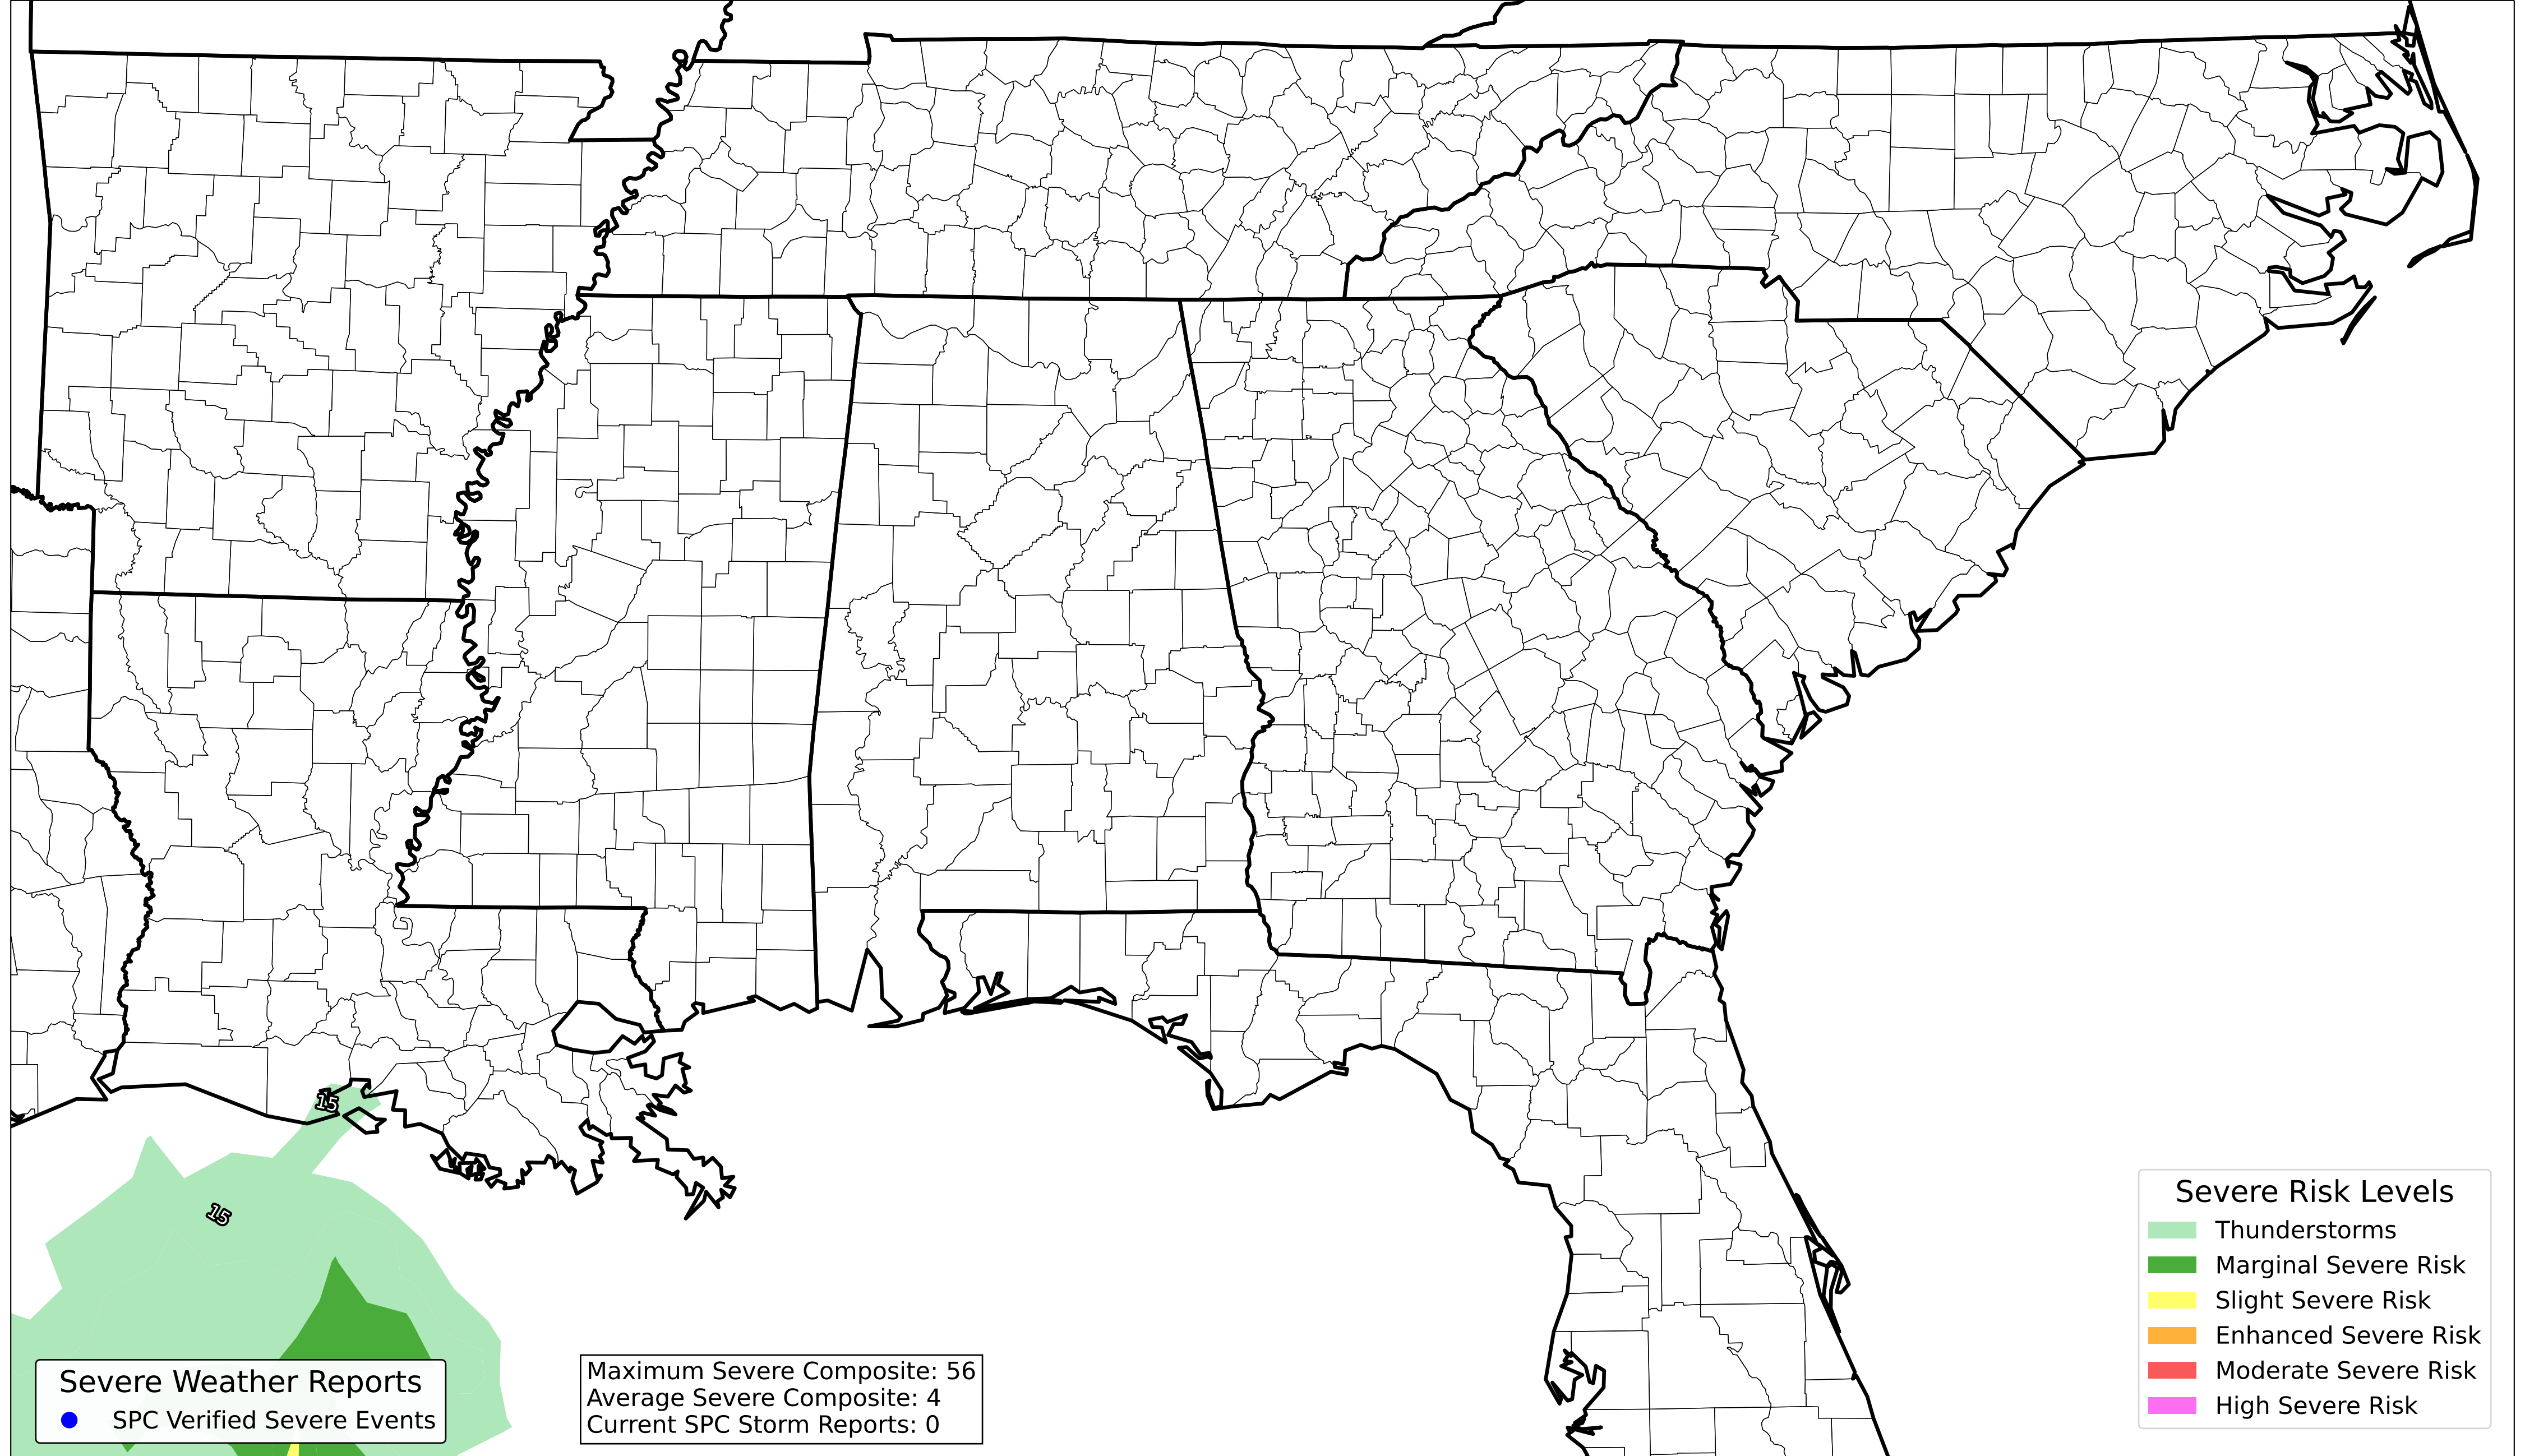 15
15
Severe Risk Levels
Thunderstorms
Marginal Severe Risk
Slight Severe Risk
Enhanced Severe Risk
Moderate Severe Risk
High Severe Risk
Severe Weather Reports
SPC Verified Severe Events
Maximum Severe Composite: 56
Average Severe Composite: 4
Current SPC Storm Reports: 0